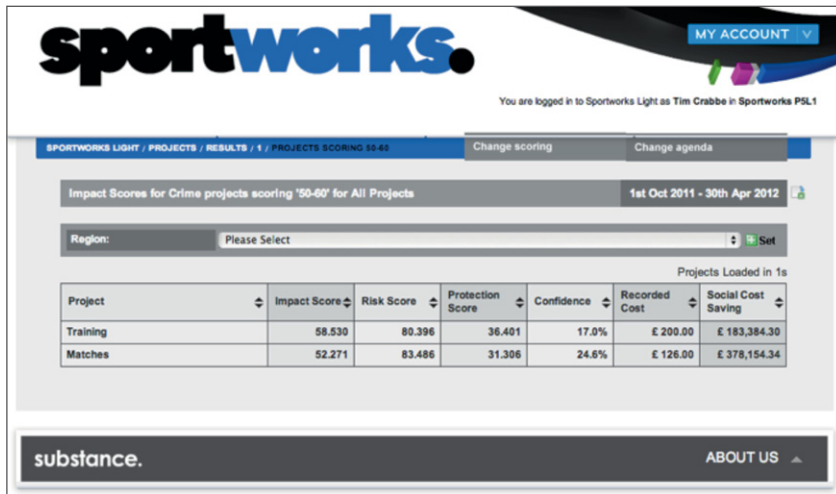 sportworks.
MY ACCOUNT
You are logged in to Sportworks Light as Tim Crabbe in Sportworks P5L1
SPORTWORKS LIGHT / PROJECTS / RESULTS / 1 / PROJECTS SCORING 50-60
Change scoring
Change agenda
Impact Scores for Crime projects scoring '50-60' for All Projects
1st Oct 2011 - 30th Apr 2012
Region: Please Select Set
Projects Loaded in 1s
Project Impact Score Risk Score Protection Score Confidence Recorded Cost Social Cost Saving
Training 58.530 80.396 36.401 17.0% £ 200.00 £ 183,384.30
Matches 52.271 83.486 31.306 24.6% £ 126.00 £ 378,154.34
substance.
ABOUT US